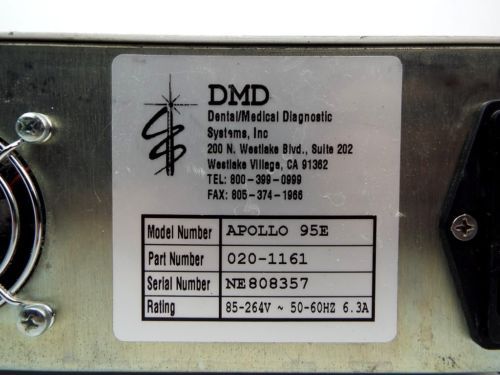 DMD
Dental/Medical Diagnostic
Systems, Inc
200 N. Westlake Blvd., Suite 202
Westlake Village, CA 91362
TEL: 800-399-0999
FAX: 805-374-1966
Model Number APOLLO 95E
Part Number 020-1161
Serial Number NE808357
Rating 85-264V ~ 50-60HZ 6.3A